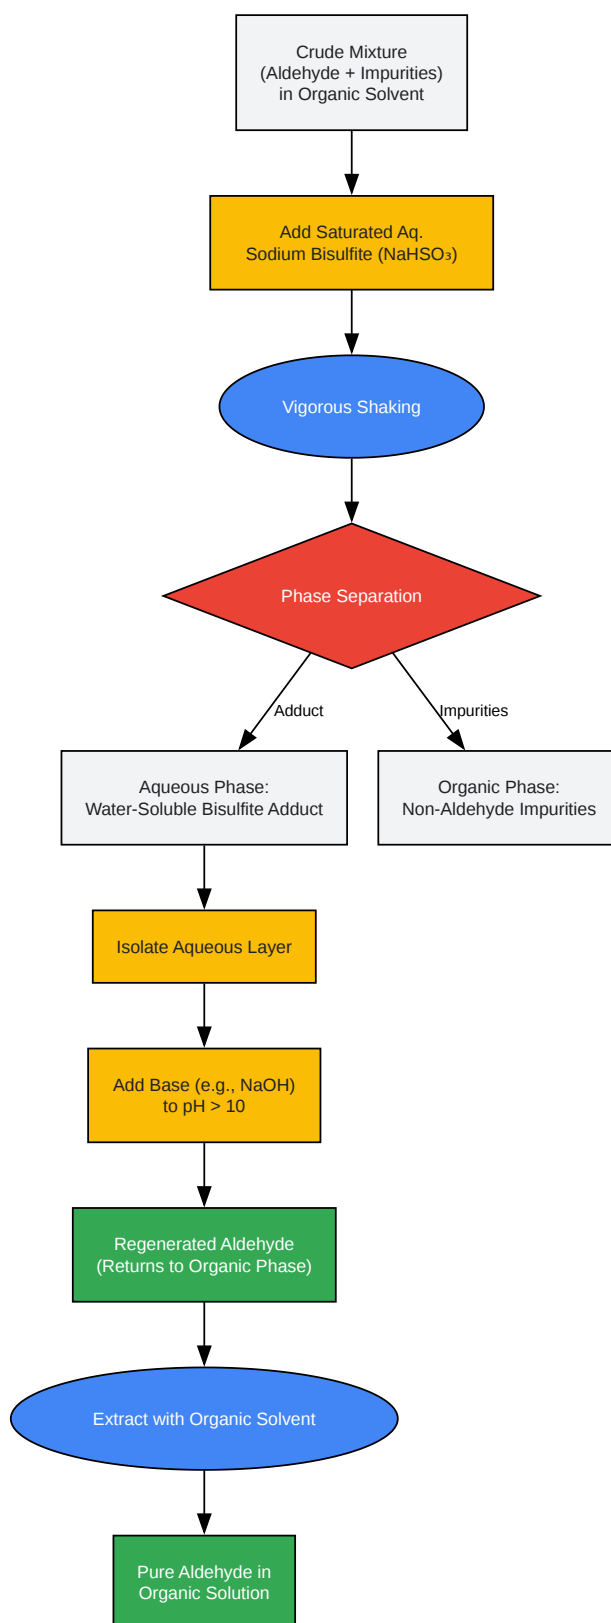 Crude Mixture
(Aldehyde + Impurities)
in Organic Solvent
Add Saturated Aq.
Sodium Bisulfite (NaHSO₃)
Vigorous Shaking
Phase Separation
Adduct
Impurities
Aqueous Phase:
Water-Soluble Bisulfite Adduct
Organic Phase:
Non-Aldehyde Impurities
Isolate Aqueous Layer
Add Base (e.g., NaOH)
to pH > 10
Regenerated Aldehyde
(Returns to Organic Phase)
Extract with Organic Solvent
Pure Aldehyde in
Organic Solution